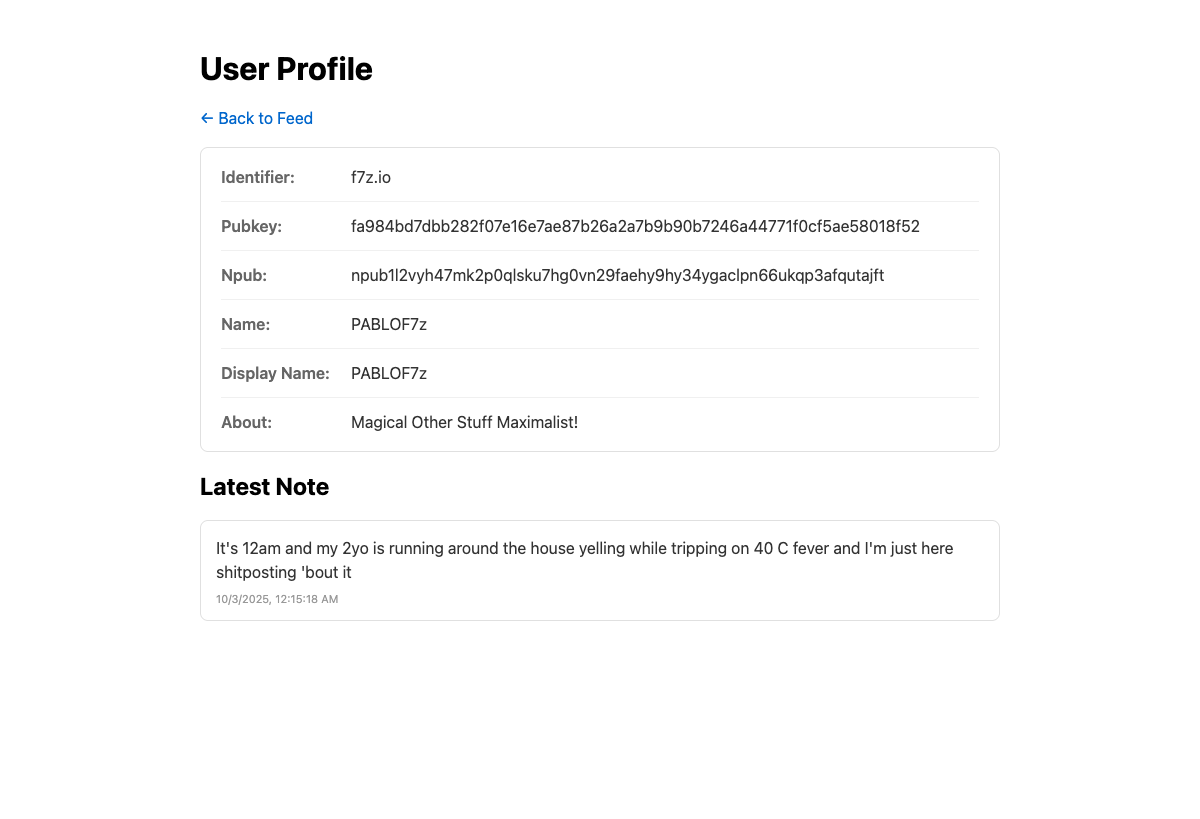 User Profile
← Back to Feed
Identifier: f7z.io
Pubkey: fa984bd7dbb282f07e16e7ae87b26a2a7b9b90b7246a44771f0cf5ae58018f52
Npub: npub1l2vyh47mk2p0qlsku7hg0vn29faehy9hy34ygaclpn66ukqp3afqutajft
Name: PABLOF7z
Display Name: PABLOF7z
About: Magical Other Stuff Maximalist!
Latest Note
It's 12am and my 2yo is running around the house yelling while tripping on 40 C fever and I'm just here
shitposting 'bout it
10/3/2025, 12:15:18 AM